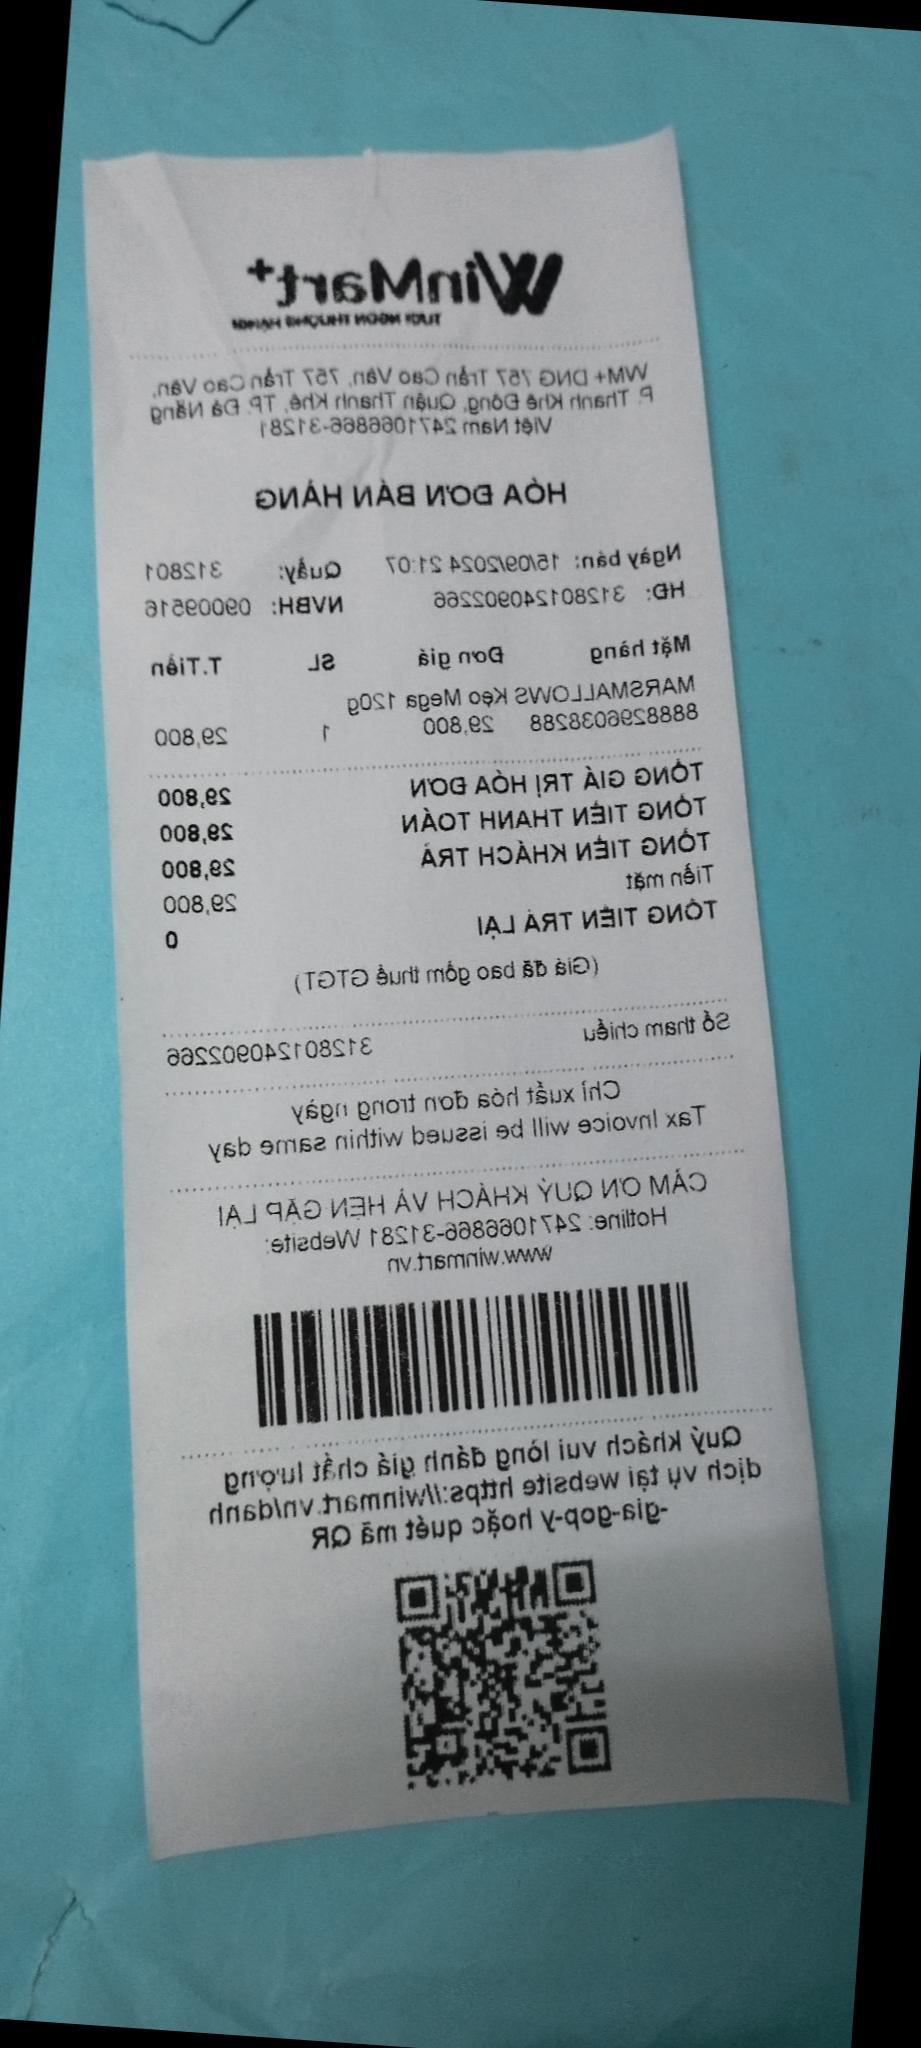 WinMart+
TƯƠI NGON THƯỢNG HẠNG
WM+ DNG 757 Trần Cao Vân, 757 Trần Cao Vân,
P. Thanh Khê Đông, Quận Thanh Khê, TP. Đà Nẵng
Việt Nam 2471066866-31281
HÓA ĐƠN BÁN HÀNG
Ngày bán: 15/09/2024 21:07 Quầy: 312801
HĐ: 312801240902266 NVBH: 09009516
Mặt hàng Đơn giá SL T.Tiền
MARSMALLOWS Kẹo Mega 120g
8888296038288 29,800 1 29,800
TỔNG GIÁ TRỊ HÓA ĐƠN 29,800
TỔNG TIỀN THANH TOÁN 29,800
TỔNG TIỀN KHÁCH TRẢ 29,800
Tiền mặt 29,800
TỔNG TIỀN TRẢ LẠI 0
(Giá đã bao gồm thuế GTGT)
Số tham chiếu 312801240902266
Chỉ xuất hóa đơn trong ngày
Tax Invoice will be issued within same day
CẢM ƠN QUÝ KHÁCH VÀ HẸN GẶP LẠI
Hotline: 2471066866-31281 Website:
www.winmart.vn
Quý khách vui lòng đánh giá chất lượng
dịch vụ tại website https://winmart.vn/danh
-gia-gop-y hoặc quét mã QR